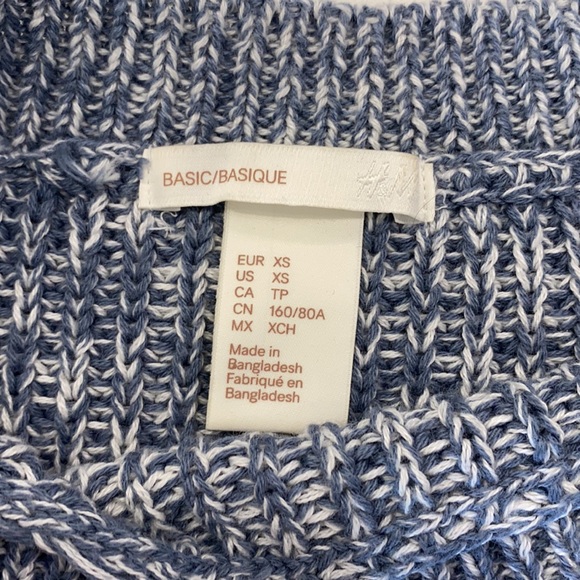 BASIC/BASIQUE
H&M
EUR XS
US XS
CA TP
CN 160/80A
MX XCH
Made in
Bangladesh
Fabriqué en
Bangladesh